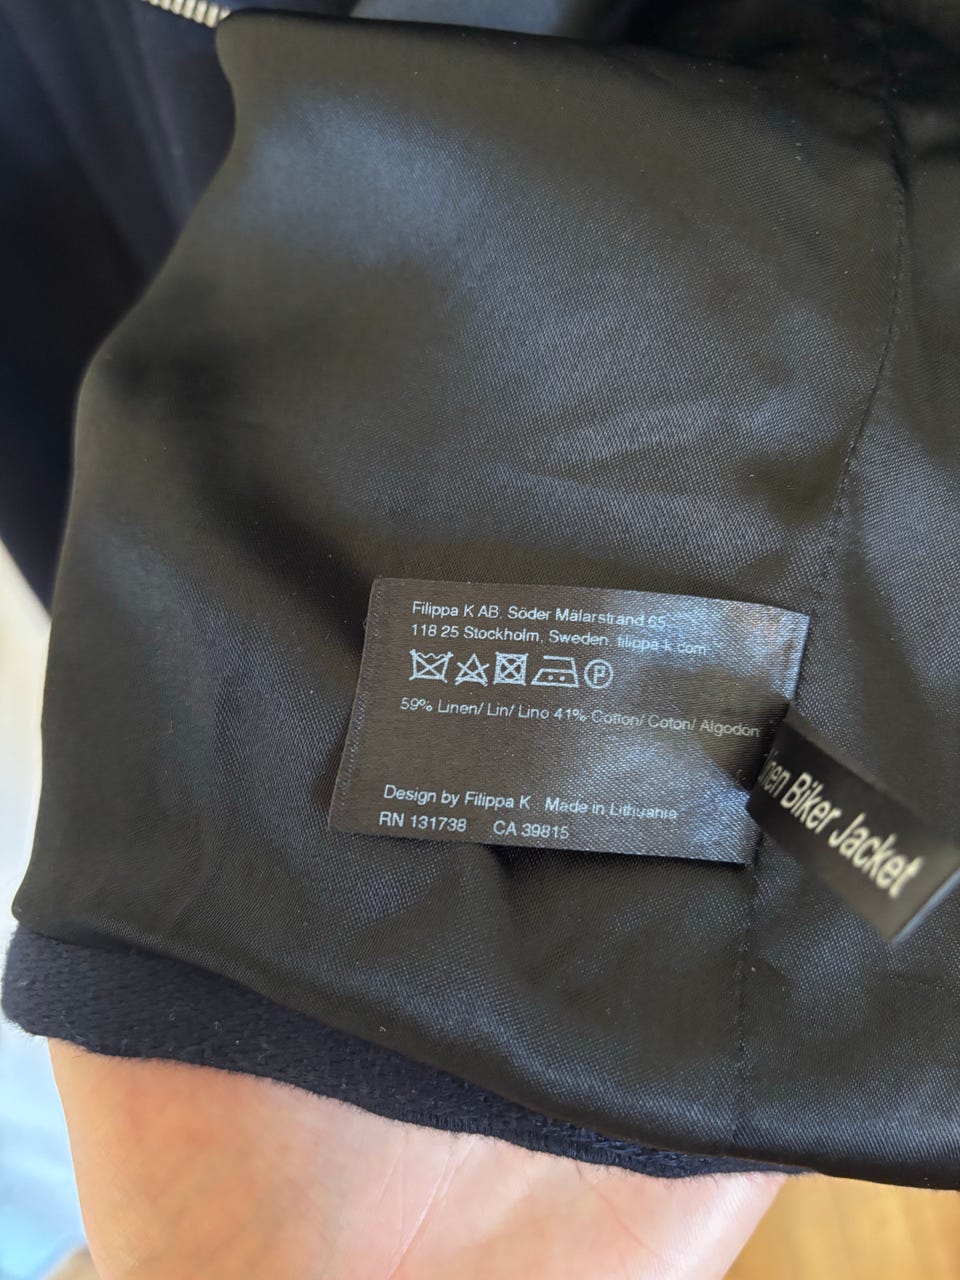 Filippa K AB, Söder Mälarstrand 65,
118 25 Stockholm, Sweden. filippa-k.com
P
59% Linen/ Lin/ Lino 41% Cotton/ Coton/ Algodon
Design by Filippa K Made in Lithuania
RN 131738 CA 39815
Biker Jacket